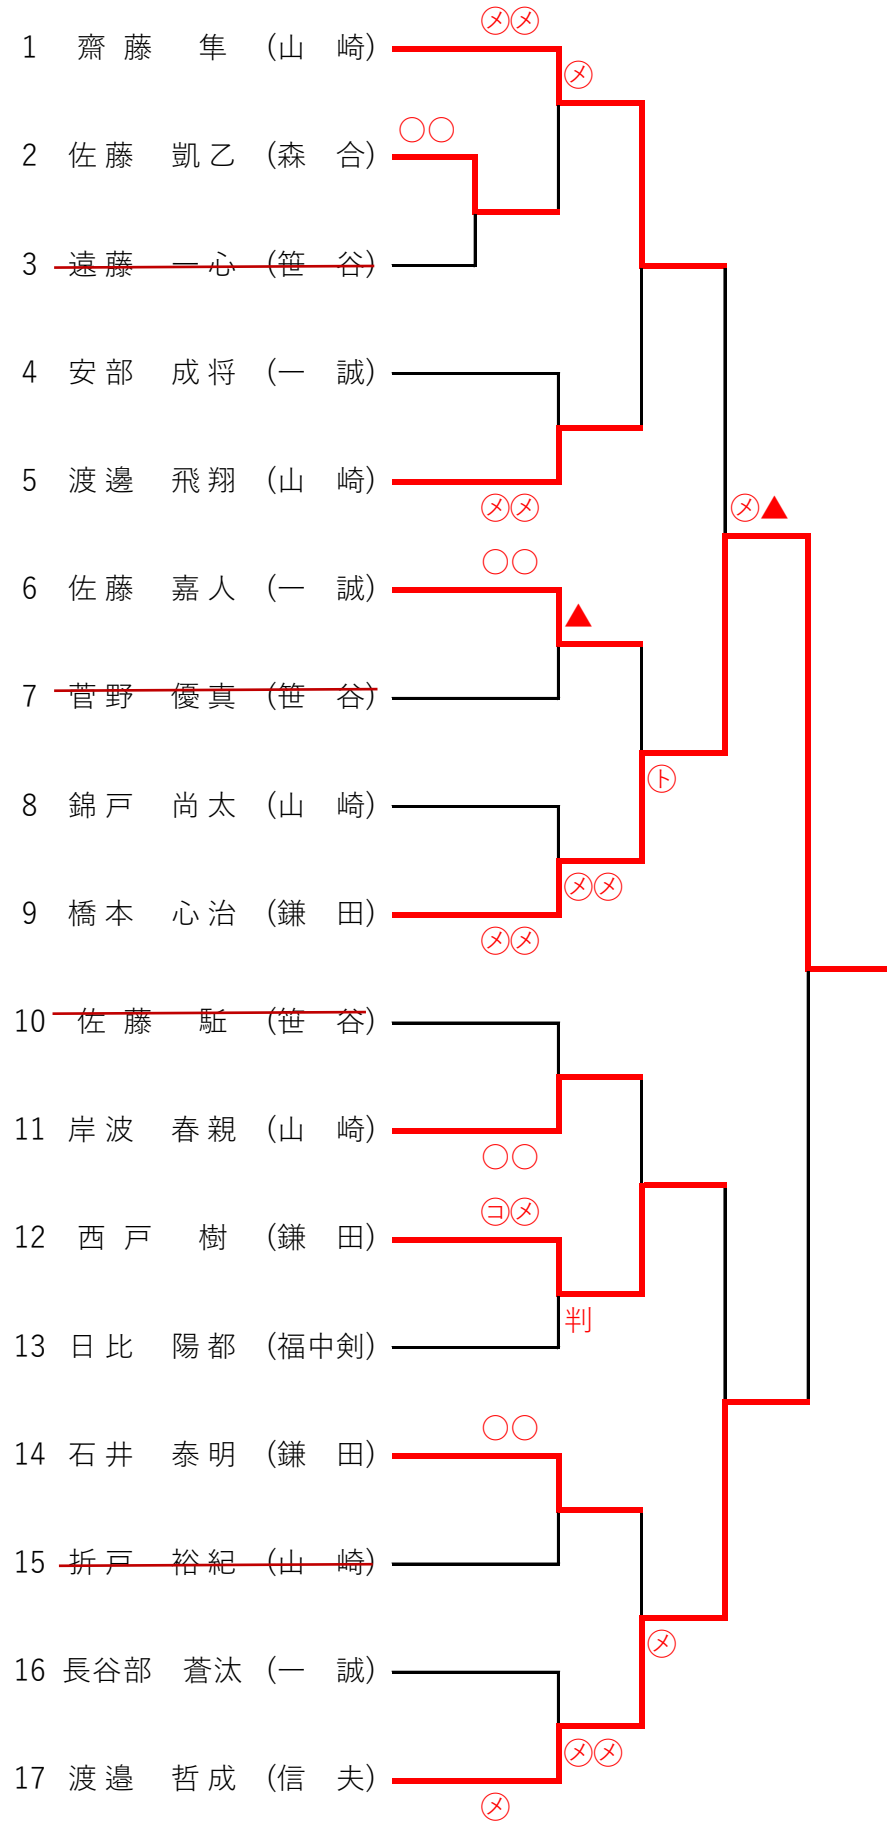 ㋱㋱
1 齋藤 隼 (山 崎)
㋱
〇〇
2 佐藤 凱乙 (森 合)
3 遠藤 一心 (笹 谷)
4 安部 成将 (一 誠)
5 渡邊 飛翔 (山 崎)
㋱㋱
㋱▲
〇〇
6 佐藤 嘉人 (一 誠)
▲
7 菅野 優真 (笹 谷)
㋣
8 錦戸 尚太 (山 崎)
㋱㋱
9 橋本 心治 (鎌 田)
㋱㋱
10 佐藤 駈 (笹 谷)
11 岸波 春親 (山 崎)
〇〇
㋙㋱
12 西戸 樹 (鎌 田)
判
13 日比 陽都 (福中剣)
〇〇
14 石井 泰明 (鎌 田)
15 折戸 裕紀 (山 崎)
㋱
16 長谷部 蒼汰 (一 誠)
㋱㋱
17 渡邉 哲成 (信 夫)
㋱